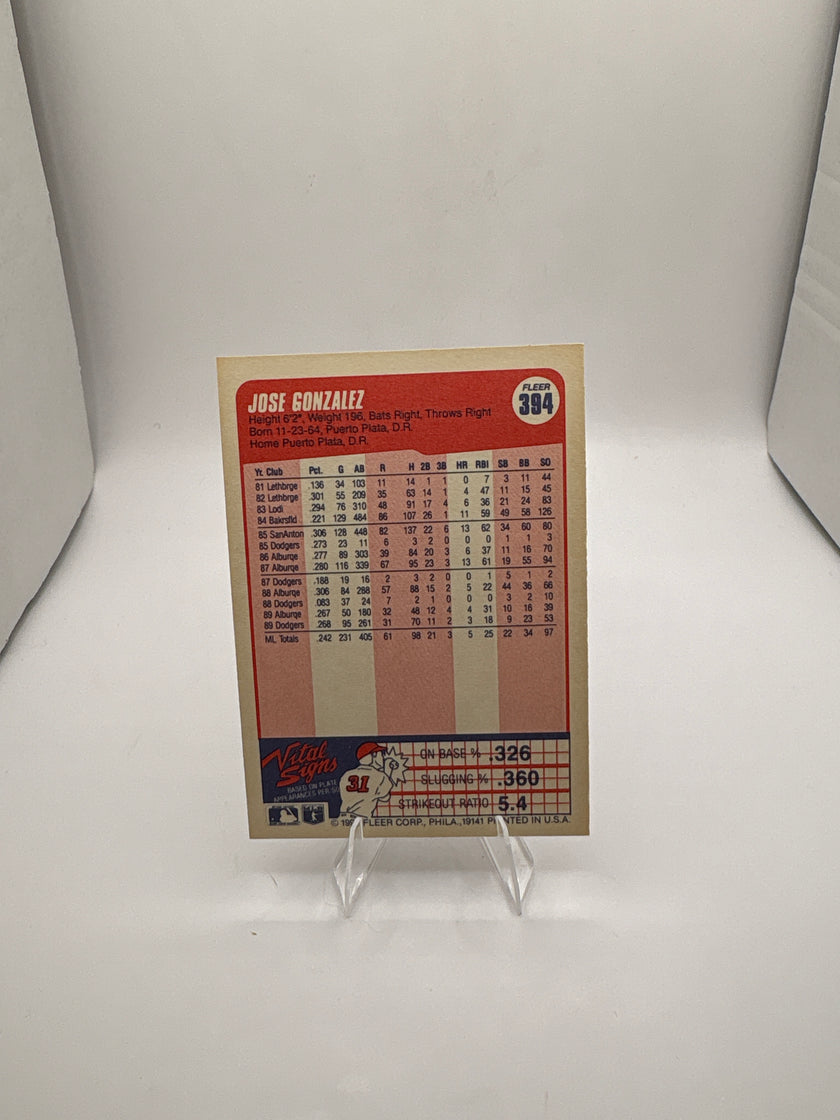 JOSE GONZALEZ
FLEER
394
Height 6'2", Weight 196, Bats Right, Throws Right
Born 11-23-64, Puerto Plata, D.R.
Home Puerto Plata, D.R.
Yr. Club Pct. G AB R H 2B 3B HR RBI SB BB SO
81 Lethbrge .136 34 103 11 14 1 1 0 7 3 11 44
82 Lethbrge .301 55 209 35 63 14 1 4 47 11 15 45
83 Lodi .294 76 310 48 91 17 4 6 36 21 24 83
84 Bakrsfld .221 129 484 86 107 26 1 11 59 49 58 126
85 SanAnton .306 128 448 82 137 22 6 13 62 34 60 80
85 Dodgers .273 23 11 6 3 2 0 0 0 1 1 3
86 Alburqe .277 89 303 39 84 20 3 6 37 11 16 70
87 Alburqe .280 116 339 67 95 23 3 13 61 19 55 94
87 Dodgers .188 19 16 2 3 2 0 0 1 5 1 2
88 Alburqe .306 84 288 57 88 15 2 5 22 44 36 66
88 Dodgers .083 37 24 7 2 1 0 0 0 3 2 10
89 Alburqe .267 50 180 32 48 12 4 4 31 10 16 39
89 Dodgers .268 95 261 31 70 11 2 3 18 9 23 53
ML Totals .242 231 405 61 98 21 3 5 25 22 34 97
Vital
Signs
BASED ON PLATE
APPEARANCES PER SO
31
ON BASE % .326
SLUGGING % .360
STRIKEOUT RATIO 5.4
© FLEER CORP., PHILA.,19141 PRINTED IN U.S.A.